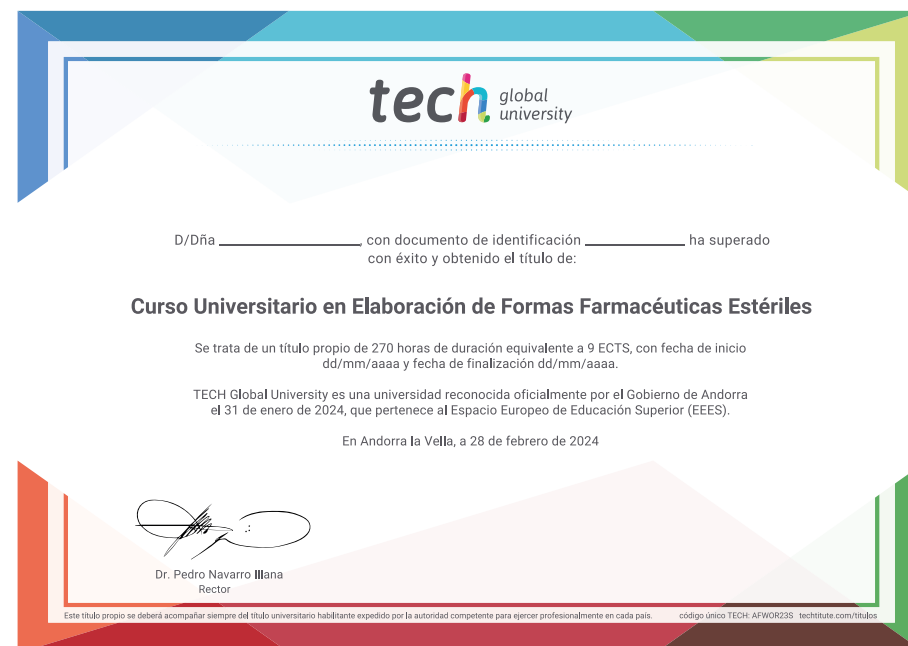 tech global university
D/Dña ____________________, con documento de identificación ______________ ha superado
con éxito y obtenido el título de:
Curso Universitario en Elaboración de Formas Farmacéuticas Estériles
Se trata de un título propio de 270 horas de duración equivalente a 9 ECTS, con fecha de inicio
dd/mm/aaaa y fecha de finalización dd/mm/aaaa.
TECH Global University es una universidad reconocida oficialmente por el Gobierno de Andorra
el 31 de enero de 2024, que pertenece al Espacio Europeo de Educación Superior (EEES).
En Andorra la Vella, a 28 de febrero de 2024
Dr. Pedro Navarro Illana
Rector
Este título propio se deberá acompañar siempre del título universitario habilitante expedido por la autoridad competente para ejercer profesionalmente en cada país. código único TECH: AFWOR23S techtitute.com/titulos